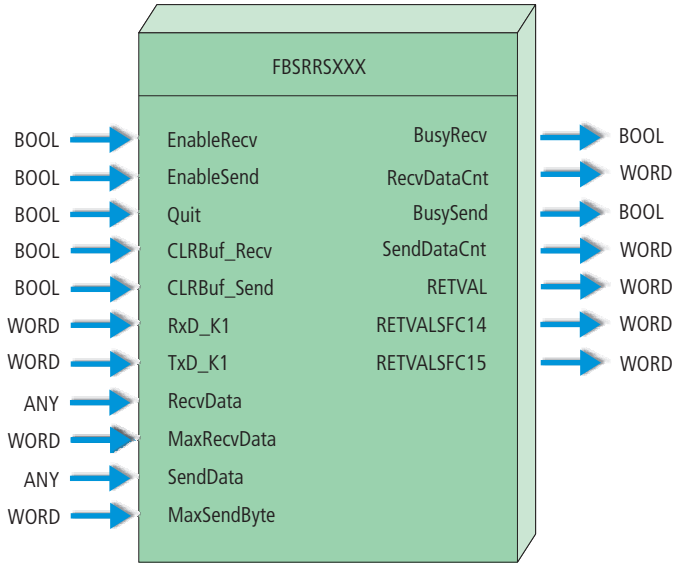 FBSRRSXXX
BOOL EnableRecv BusyRecv BOOL
BOOL EnableSend RecvDataCnt WORD
BOOL Quit BusySend BOOL
BOOL CLRBuf_Recv SendDataCnt WORD
BOOL CLRBuf_Send RETVAL WORD
WORD RxD_K1 RETVALSFC14 WORD
WORD TxD_K1 RETVALSFC15 WORD
ANY RecvData
WORD MaxRecvData
ANY SendData
WORD MaxSendByte